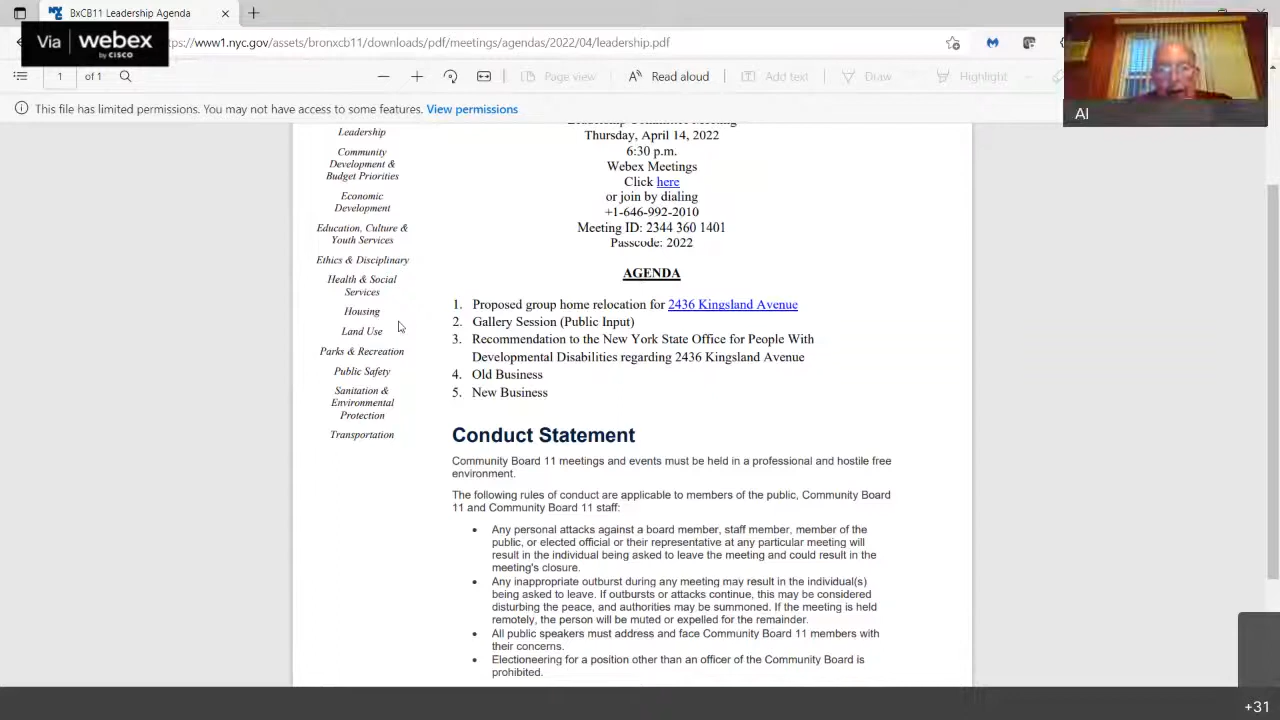 BxCB11 Leadership Agenda
Via webex
by CISCO
ps://www1.nyc.gov/assets/bronxcb11/downloads/pdf/meetings/agendas/2022/04/leadership.pdf
1 of 1
Page view
Read aloud
Add text
Draw
Highlight
This file has limited permissions. You may not have access to some features. View permissions
AI
Leadership
Community
Development &
Budget Priorities
Economic
Development
Education, Culture &
Youth Services
Ethics & Disciplinary
Health & Social
Services
Housing
Land Use
Parks & Recreation
Public Safety
Sanitation &
Environmental
Protection
Transportation
Leadership Committee Meeting
Thursday, April 14, 2022
6:30 p.m.
Webex Meetings
Click here
or join by dialing
+1-646-992-2010
Meeting ID: 2344 360 1401
Passcode: 2022
AGENDA
1. Proposed group home relocation for 2436 Kingsland Avenue
2. Gallery Session (Public Input)
3. Recommendation to the New York State Office for People With
Developmental Disabilities regarding 2436 Kingsland Avenue
4. Old Business
5. New Business
Conduct Statement
Community Board 11 meetings and events must be held in a professional and hostile free
environment.
The following rules of conduct are applicable to members of the public, Community Board
11 and Community Board 11 staff:
• Any personal attacks against a board member, staff member, member of the
public, or elected official or their representative at any particular meeting will
result in the individual being asked to leave the meeting and could result in the
meeting's closure.
• Any inappropriate outburst during any meeting may result in the individual(s)
being asked to leave. If outbursts or attacks continue, this may be considered
disturbing the peace, and authorities may be summoned. If the meeting is held
remotely, the person will be muted or expelled for the remainder.
• All public speakers must address and face Community Board 11 members with
their concerns.
• Electioneering for a position other than an officer of the Community Board is
prohibited.
+31